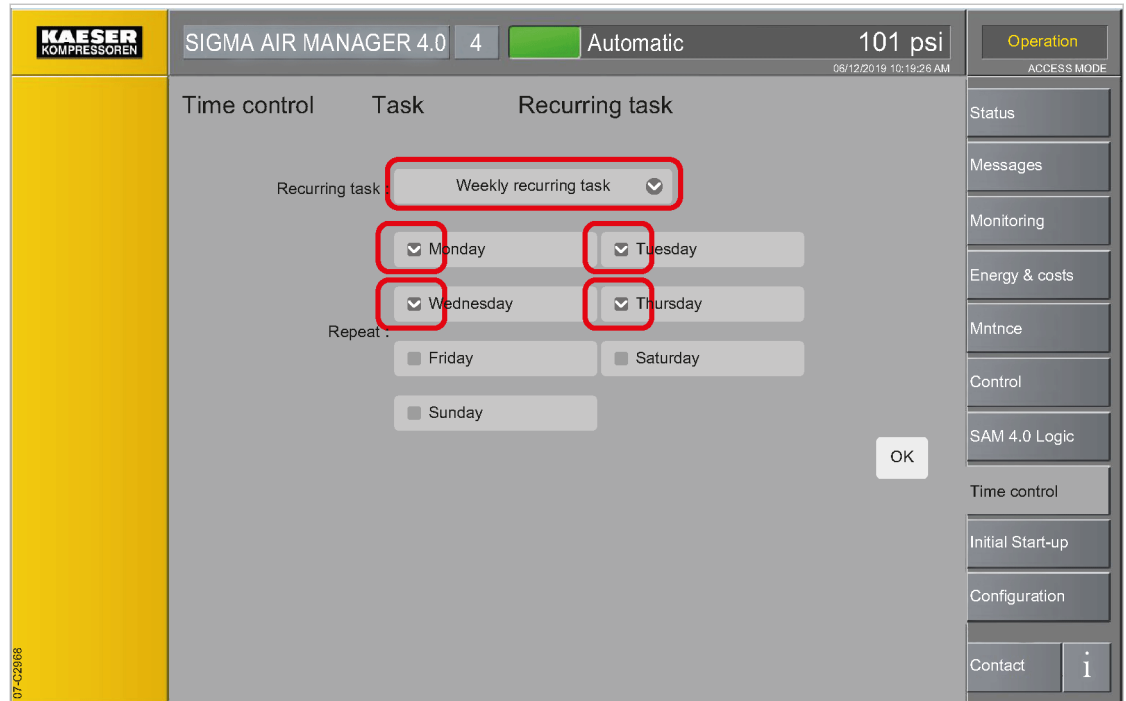 KAESER
KOMPRESSOREN
SIGMA AIR MANAGER 4.0 4 Automatic 101 psi
06/12/2019 10:19:26 AM
Operation
ACCESS MODE
Time control Task Recurring task
Recurring task : Weekly recurring task
Monday Tuesday
Wednesday Thursday
Repeat :
Friday Saturday
Sunday
OK
Status
Messages
Monitoring
Energy & costs
Mntnce
Control
SAM 4.0 Logic
Time control
Initial Start-up
Configuration
Contact i
07-C2968